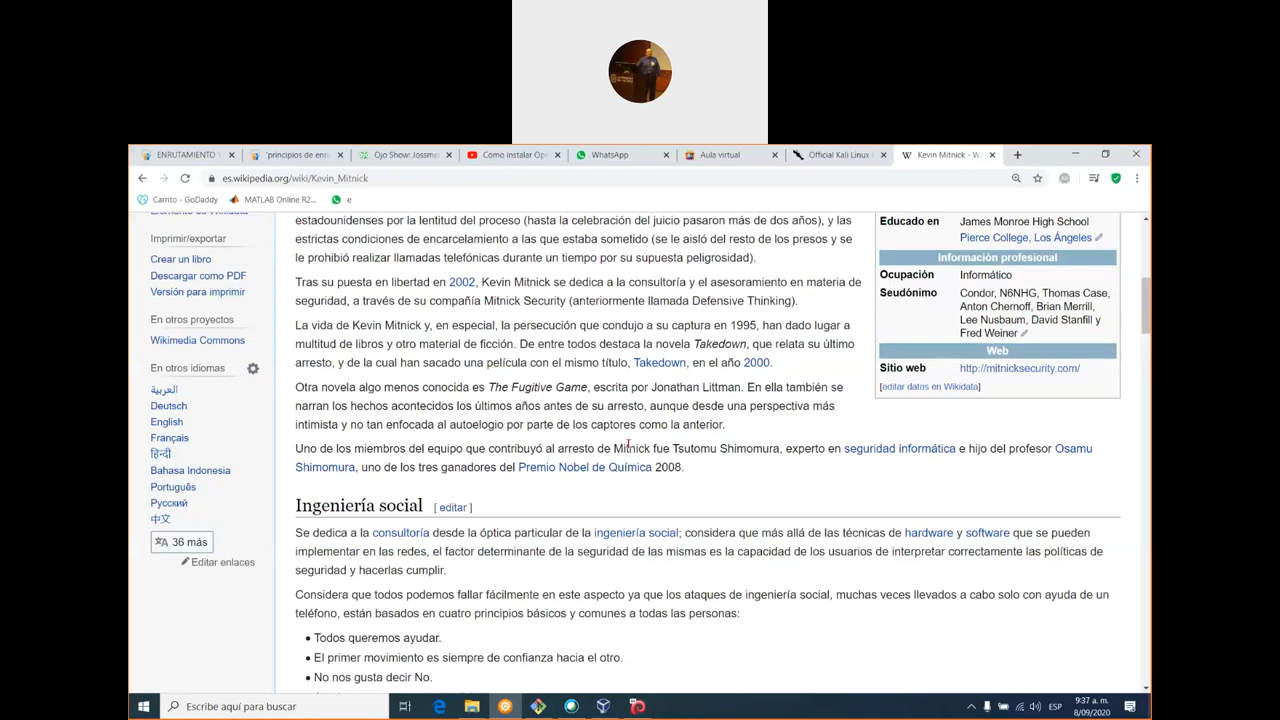 ENRUTAMIENTO
principios de enr
Ojo Show: Jossme
Como instalar Ope
WhatsApp
Aula virtual
Official Kali Linux
Kevin Mitnick - W
es.wikipedia.org/wiki/Kevin_Mitnick
Carrito - GoDaddy
MATLAB Online R2...
e
Imprimir/exportar
Crear un libro
Descargar como PDF
Versión para imprimir
En otros proyectos
Wikimedia Commons
En otros idiomas
العربية
Deutsch
English
Français
हिन्दी
Bahasa Indonesia
Português
Русский
中文
36 más
Editar enlaces
estadounidenses por la lentitud del proceso (hasta la celebración del juicio pasaron más de dos años), y las
estrictas condiciones de encarcelamiento a las que estaba sometido (se le aisló del resto de los presos y se
le prohibió realizar llamadas telefónicas durante un tiempo por su supuesta peligrosidad).
Tras su puesta en libertad en 2002, Kevin Mitnick se dedica a la consultoría y el asesoramiento en materia de
seguridad, a través de su compañía Mitnick Security (anteriormente llamada Defensive Thinking).
La vida de Kevin Mitnick y, en especial, la persecución que condujo a su captura en 1995, han dado lugar a
multitud de libros y otro material de ficción. De entre todos destaca la novela Takedown, que relata su último
arresto, y de la cual han sacado una película con el mismo título, Takedown, en el año 2000.
Otra novela algo menos conocida es The Fugitive Game, escrita por Jonathan Littman. En ella también se
narran los hechos acontecidos los últimos años antes de su arresto, aunque desde una perspectiva más
intimista y no tan enfocada al autoelogio por parte de los captores como la anterior.
Uno de los miembros del equipo que contribuyó al arresto de Mitnick fue Tsutomu Shimomura, experto en seguridad informática e hijo del profesor Osamu
Shimomura, uno de los tres ganadores del Premio Nobel de Química 2008.
Ingeniería social [ editar ]
Se dedica a la consultoría desde la óptica particular de la ingeniería social; considera que más allá de las técnicas de hardware y software que se pueden
implementar en las redes, el factor determinante de la seguridad de las mismas es la capacidad de los usuarios de interpretar correctamente las políticas de
seguridad y hacerlas cumplir.
Considera que todos podemos fallar fácilmente en este aspecto ya que los ataques de ingeniería social, muchas veces llevados a cabo solo con ayuda de un
teléfono, están basados en cuatro principios básicos y comunes a todas las personas:
• Todos queremos ayudar.
• El primer movimiento es siempre de confianza hacia el otro.
• No nos gusta decir No.
Educado en James Monroe High School
Pierce College, Los Ángeles
Información profesional
Ocupación Informático
Seudónimo Condor, N6NHG, Thomas Case,
Anton Chernoff, Brian Merrill,
Lee Nusbaum, David Stanfill y
Fred Weiner
Web
Sitio web http://mitnicksecurity.com/
[editar datos en Wikidata]
Escribe aquí para buscar
ESP
9:37 a. m.
8/09/2020